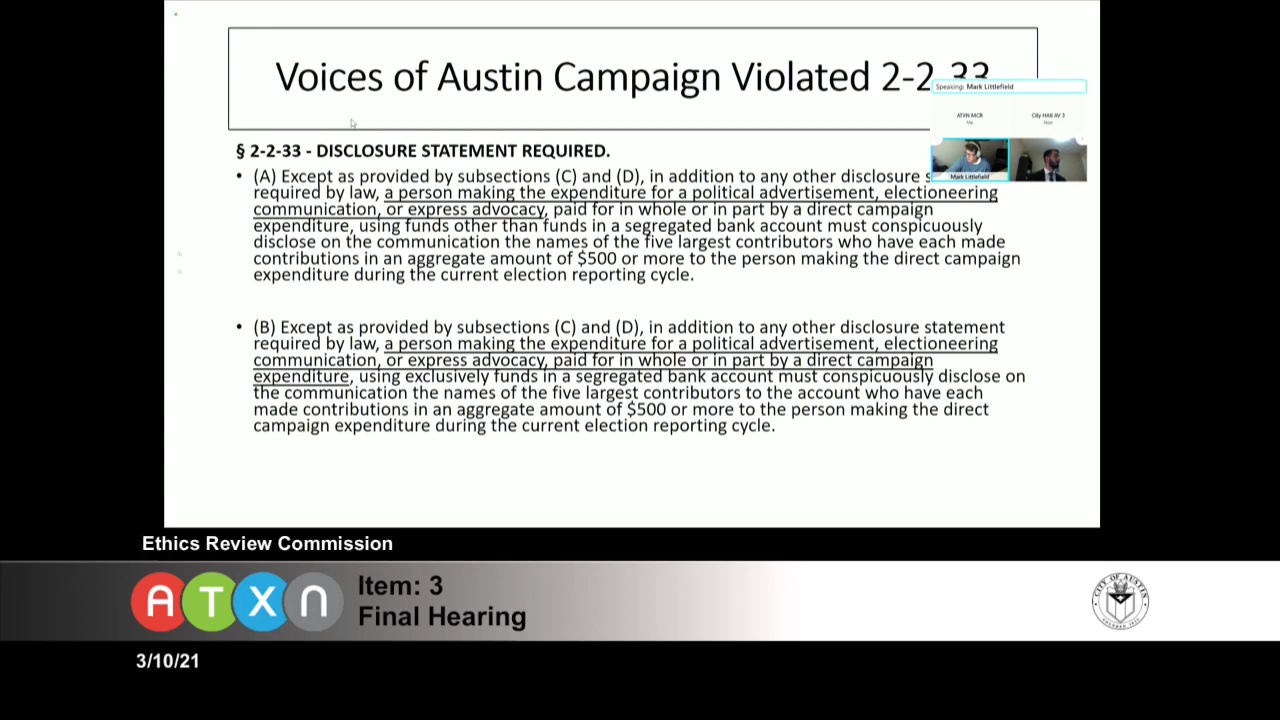 Voices of Austin Campaign Violated 2-2-33
Speaking: Mark Littlefield
ATXN MCR
Me
City Hall AV 3
Host
Mark Littlefield
§ 2-2-33 - DISCLOSURE STATEMENT REQUIRED.
• (A) Except as provided by subsections (C) and (D), in addition to any other disclosure s
required by law, a person making the expenditure for a political advertisement, electioneering
communication, or express advocacy, paid for in whole or in part by a direct campaign
expenditure, using funds other than funds in a segregated bank account must conspicuously
disclose on the communication the names of the five largest contributors who have each made
contributions in an aggregate amount of $500 or more to the person making the direct campaign
expenditure during the current election reporting cycle.
• (B) Except as provided by subsections (C) and (D), in addition to any other disclosure statement
required by law, a person making the expenditure for a political advertisement, electioneering
communication, or express advocacy, paid for in whole or in part by a direct campaign
expenditure, using exclusively funds in a segregated bank account must conspicuously disclose on
the communication the names of the five largest contributors to the account who have each
made contributions in an aggregate amount of $500 or more to the person making the direct
campaign expenditure during the current election reporting cycle.
Ethics Review Commission
ATXN
Item: 3
Final Hearing
CITY OF AUSTIN
3/10/21